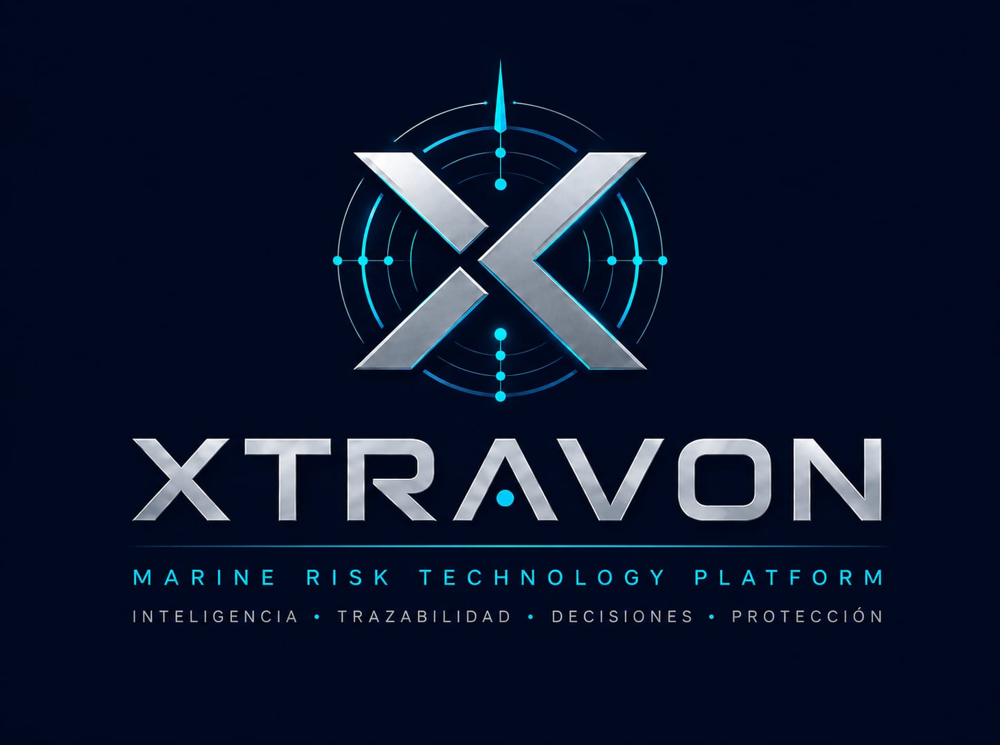 XTRAVON
MARINE RISK TECHNOLOGY PLATFORM
INTELIGENCIA • TRAZABILIDAD • DECISIONES • PROTECCIÓN